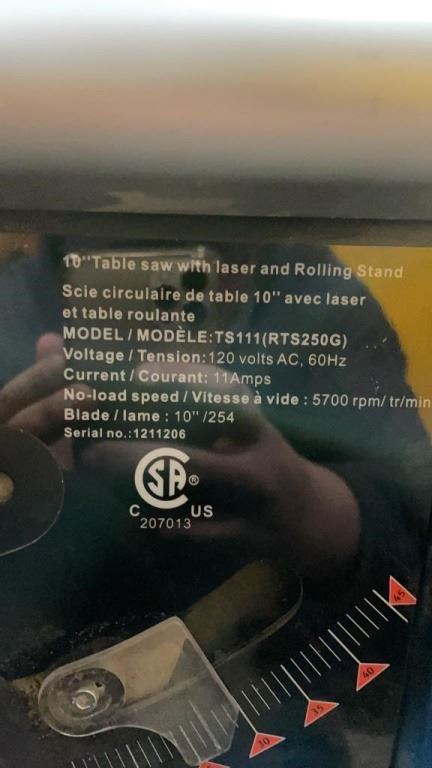 10"Table saw with laser and Rolling Stand
Scie circulaire de table 10" avec laser
et table roulante
MODEL / MODÈLE:TS111(RTS250G)
Voltage / Tension:120 volts AC, 60Hz
Current / Courant: 11Amps
No-load speed / Vitesse à vide : 5700 rpm/ tr/min
Blade / lame : 10" /254
Serial no.:1211206
SA®
C US
207013
45
40
35
30